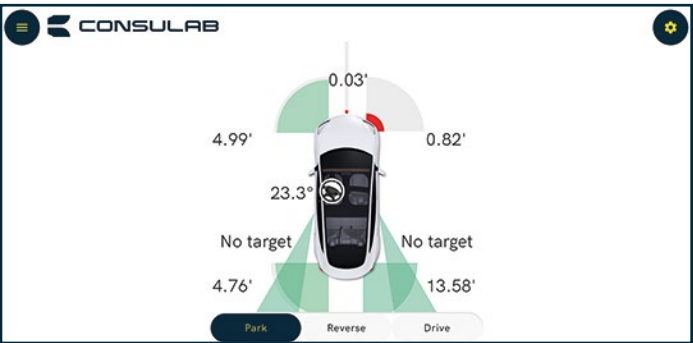 CONSULAB
0.03'
4.99'
0.82'
23.3°
No target
No target
4.76'
13.58'
Park
Reverse
Drive